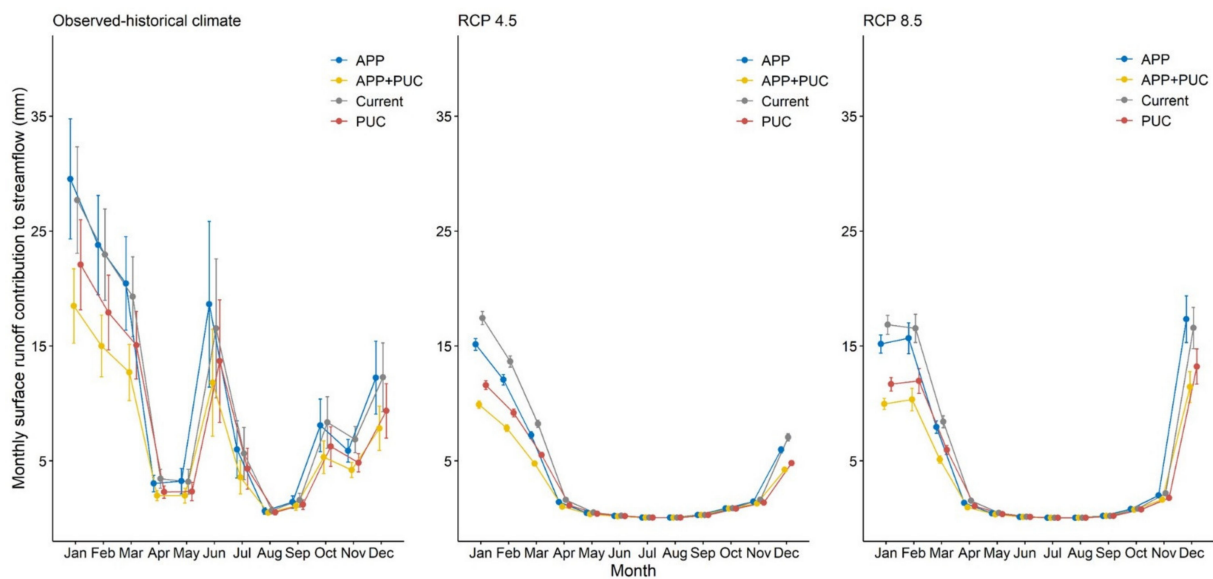 Observed-historical climate
RCP 4.5
RCP 8.5
Monthly surface runoff contribution to streamflow (mm)
35
25
15
5
APP
APP+PUC
Current
PUC
Jan Feb Mar Apr May Jun Jul Aug Sep Oct Nov Dec
35
25
15
5
APP
APP+PUC
Current
PUC
Jan Feb Mar Apr May Jun Jul Aug Sep Oct Nov Dec
35
25
15
5
APP
APP+PUC
Current
PUC
Jan Feb Mar Apr May Jun Jul Aug Sep Oct Nov Dec
Month